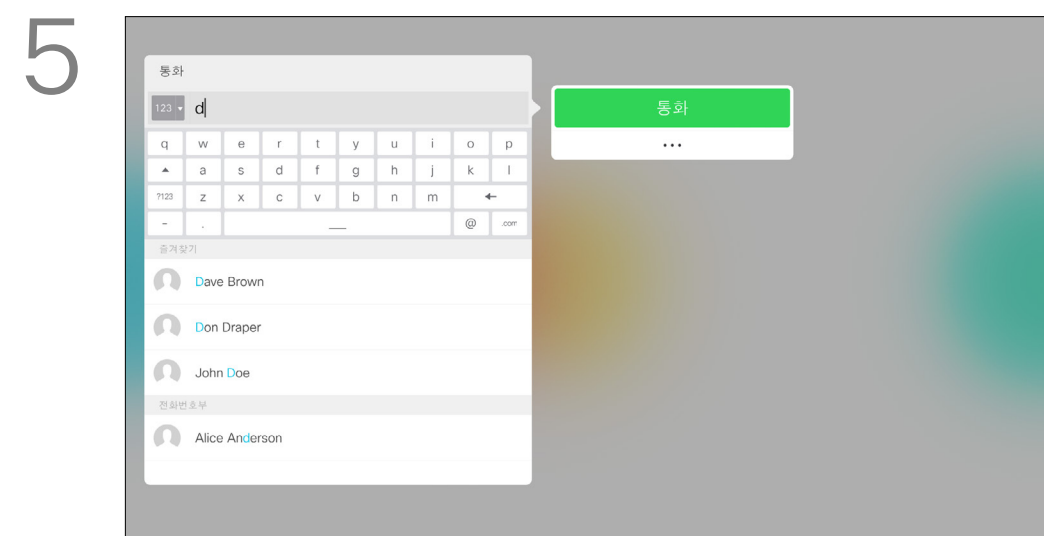 5
통화
123 d
통화
...
q w e r t y u i o p
a s d f g h j k l
?123 z x c v b n m
- . @ .com
즐겨찾기
Dave Brown
Don Draper
John Doe
전화번호부
Alice Anderson